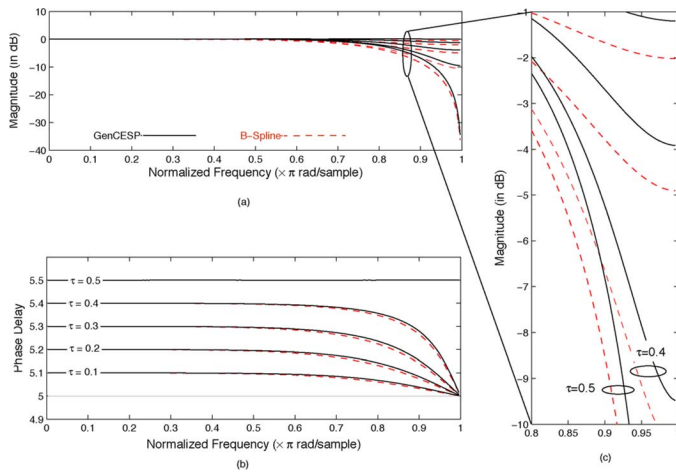 10
0
-10
-20
-30
-40
Magnitude (in dB)
GenCESP
B-Spline
0 0.1 0.2 0.3 0.4 0.5 0.6 0.7 0.8 0.9 1
Normalized Frequency (× π rad/sample)
(a)
5.5
5.4
5.3
5.2
5.1
5
4.9
Phase Delay
τ = 0.5
τ = 0.4
τ = 0.3
τ = 0.2
τ = 0.1
0 0.1 0.2 0.3 0.4 0.5 0.6 0.7 0.8 0.9 1
Normalized Frequency (× π rad/sample)
(b)
-1
-2
-3
-4
-5
-6
-7
-8
-9
-10
Magnitude (in dB)
τ=0.4
τ=0.5
0.8 0.85 0.9 0.95
(c)